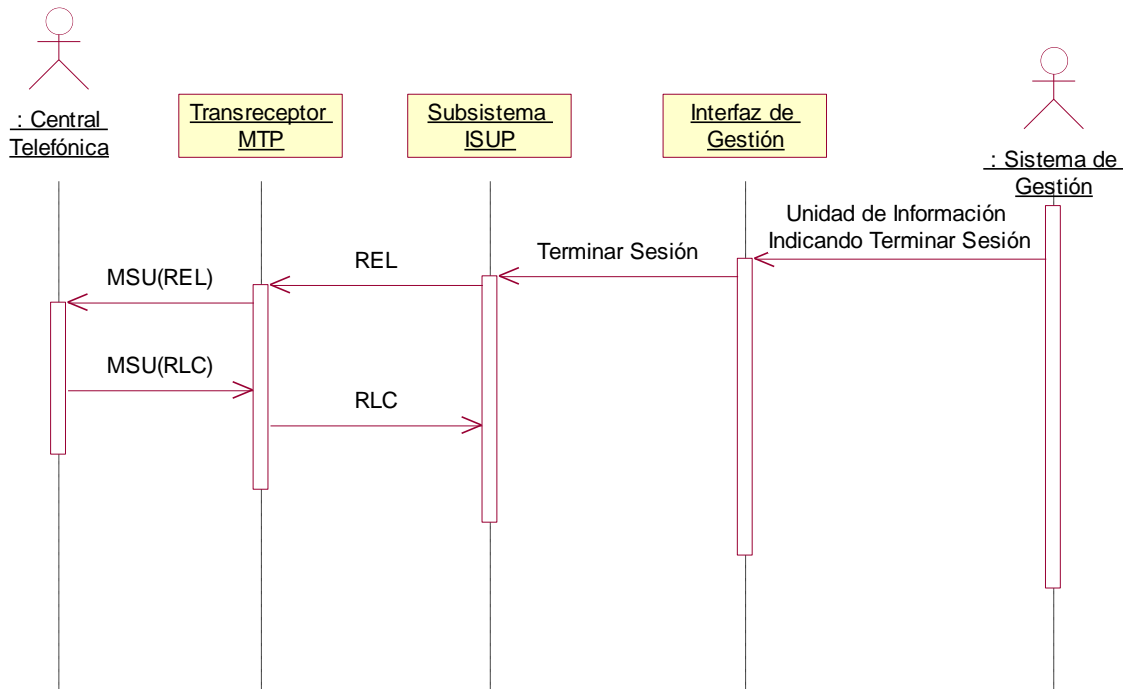 : Central
Telefónica
Transreceptor
MTP
Subsistema
ISUP
Interfaz de
Gestión
: Sistema de
Gestión
Unidad de Información
Indicando Terminar Sesión
Terminar Sesión
REL
MSU(REL)
MSU(RLC)
RLC